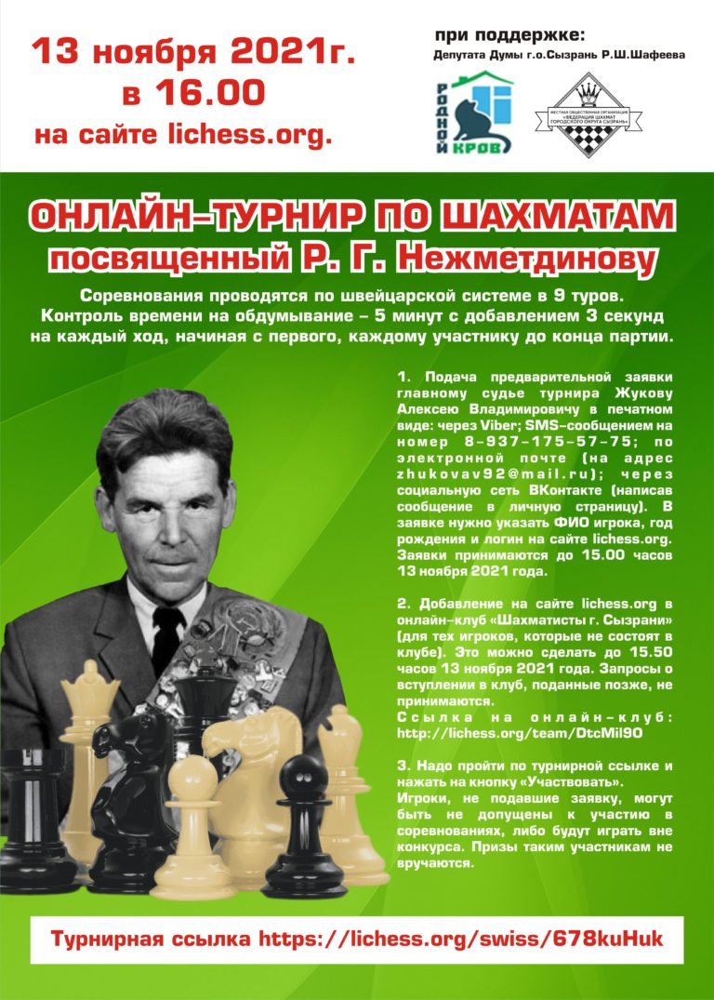 13 ноября 2021г.
в 16.00
на сайте lichess.org.
при поддержке:
Депутата Думы г.о.Сызрань Р.Ш.Шафеева
РОДНОЙ
КРОВ
МЕСТНАЯ ОБЩЕСТВЕННАЯ ОРГАНИЗАЦИЯ
«ФЕДЕРАЦИЯ ШАХМАТ
ГОРОДСКОГО ОКРУГА СЫЗРАНЬ»
ОНЛАЙН-ТУРНИР ПО ШАХМАТАМ
посвященный Р. Г. Нежметдинову
Соревнования проводятся по швейцарской системе в 9 туров.
Контроль времени на обдумывание - 5 минут с добавлением 3 секунд
на каждый ход, начиная с первого, каждому участнику до конца партии.
1. Подача предварительной заявки
главному судье турнира Жукову
Алексею Владимировичу в печатном
виде: через Viber; SMS-сообщением на
номер 8-937-175-57-75; по
электронной почте (на адрес
zhukovav92@mail.ru); через
социальную сеть ВКонтакте (написав
сообщение в личную страницу). В
заявке нужно указать ФИО игрока, год
рождения и логин на сайте lichess.org.
Заявки принимаются до 15.00 часов
13 ноября 2021 года.
2. Добавление на сайте lichess.org в
онлайн-клуб «Шахматисты г. Сызрани»
(для тех игроков, которые не состоят в
клубе). Это можно сделать до 15.50
часов 13 ноября 2021 года. Запросы о
вступлении в клуб, поданные позже, не
принимаются.
Ссылка на онлайн-клуб:
http://lichess.org/team/DtcMil9O
3. Надо пройти по турнирной ссылке и
нажать на кнопку «Участвовать».
Игроки, не подавшие заявку, могут
быть не допущены к участию в
соревнованиях, либо будут играть вне
конкурса. Призы таким участникам не
вручаются.
Турнирная ссылка https://lichess.org/swiss/678kuHuk